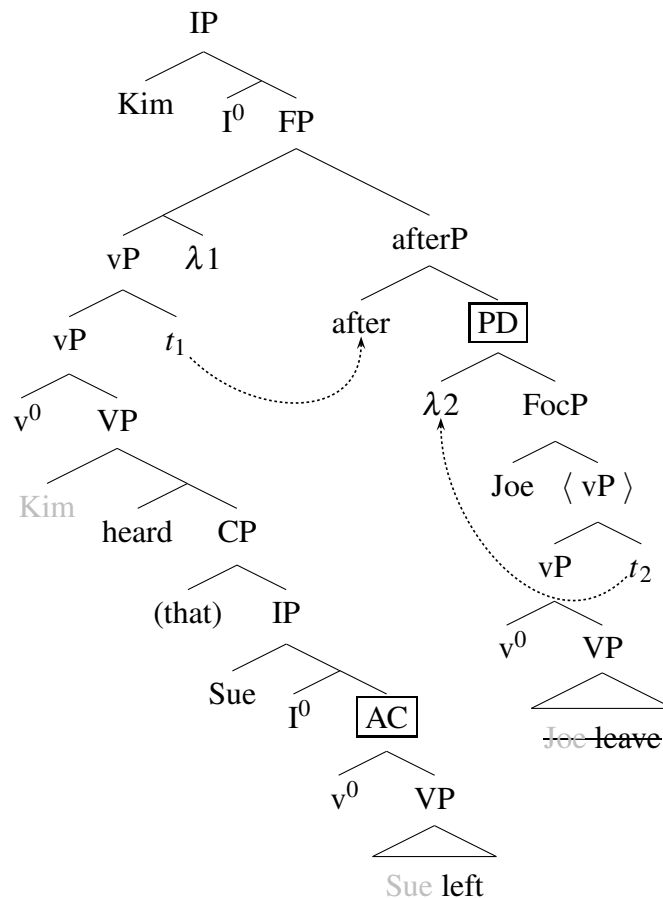 IP
Kim
I⁰ FP
vP λ1 afterP
vP t₁ after PD
v⁰ VP λ2 FocP
Kim heard CP Joe ⟨ vP ⟩
(that) IP vP t₂
Sue I⁰ AC v⁰ VP
v⁰ VP Joe leave
Sue left